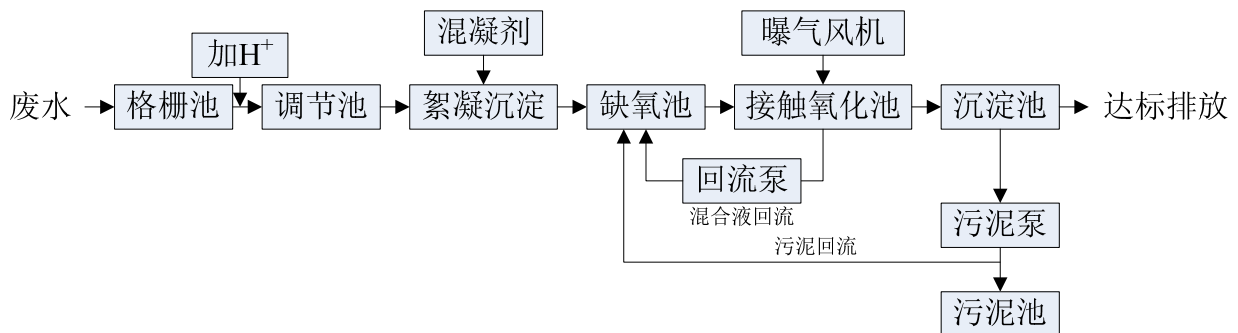 加H⁺
混凝剂
曝气风机
废水
格栅池
调节池
絮凝沉淀
缺氧池
接触氧化池
沉淀池
达标排放
回流泵
混合液回流
污泥泵
污泥回流
污泥池